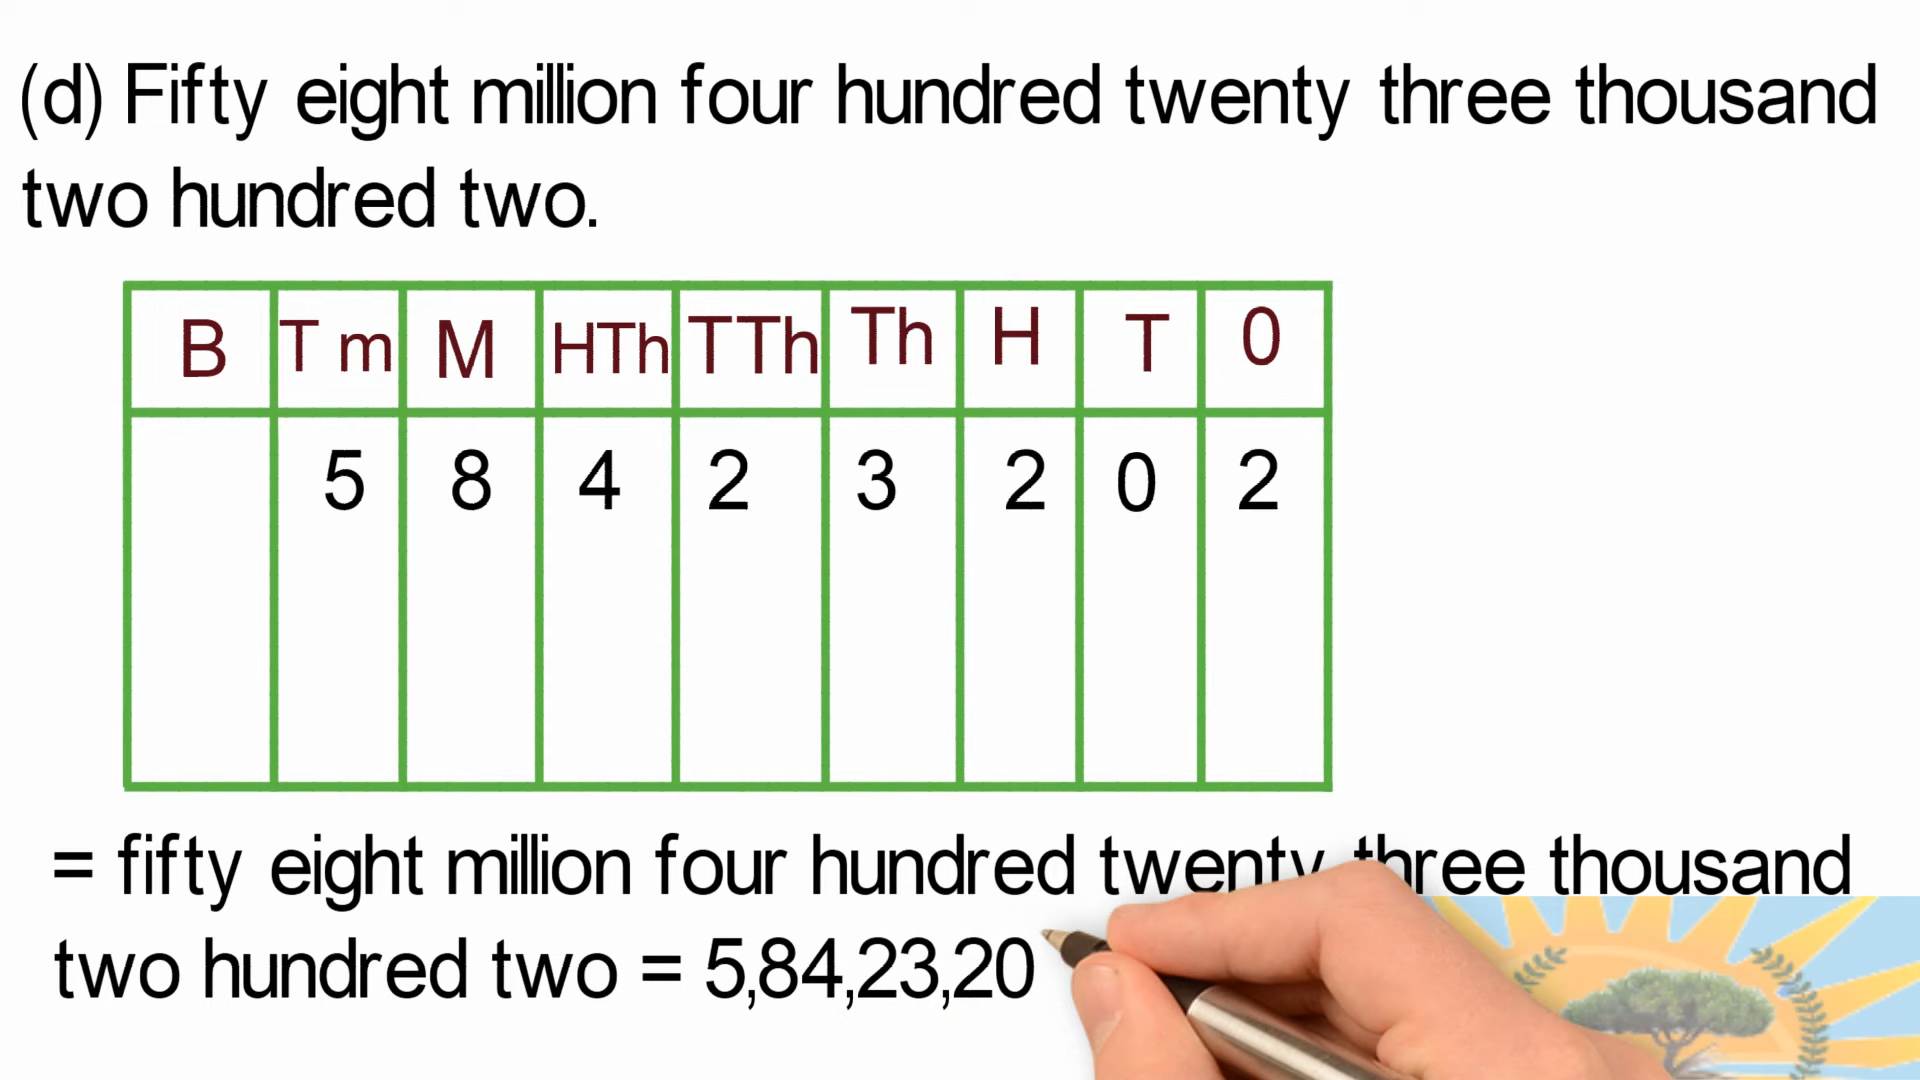 (d) Fifty eight million four hundred twenty three thousand
two hundred two.
B T m M HTh TTh Th H T 0
5 8 4 2 3 2 0 2
= fifty eight million four hundred twenty three thousand
two hundred two = 5,84,23,20